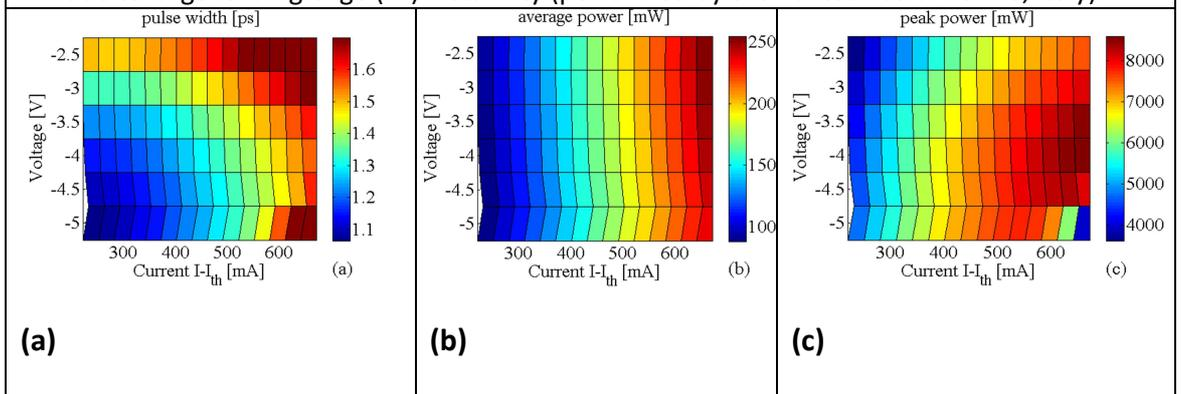 pulse width [ps]
-2.5
-3
-3.5
-4
-4.5
-5
Voltage [V]
300 400 500 600
Current I-Ith [mA]
1.6
1.5
1.4
1.3
1.2
1.1
(a)
(a)
average power [mW]
-2.5
-3
-3.5
-4
-4.5
-5
Voltage [V]
300 400 500 600
Current I-Ith [mA]
250
200
150
100
(b)
(b)
peak power [mW]
-2.5
-3
-3.5
-4
-4.5
-5
Voltage [V]
300 400 500 600
Current I-Ith [mA]
8000
7000
6000
5000
4000
(c)
(c)